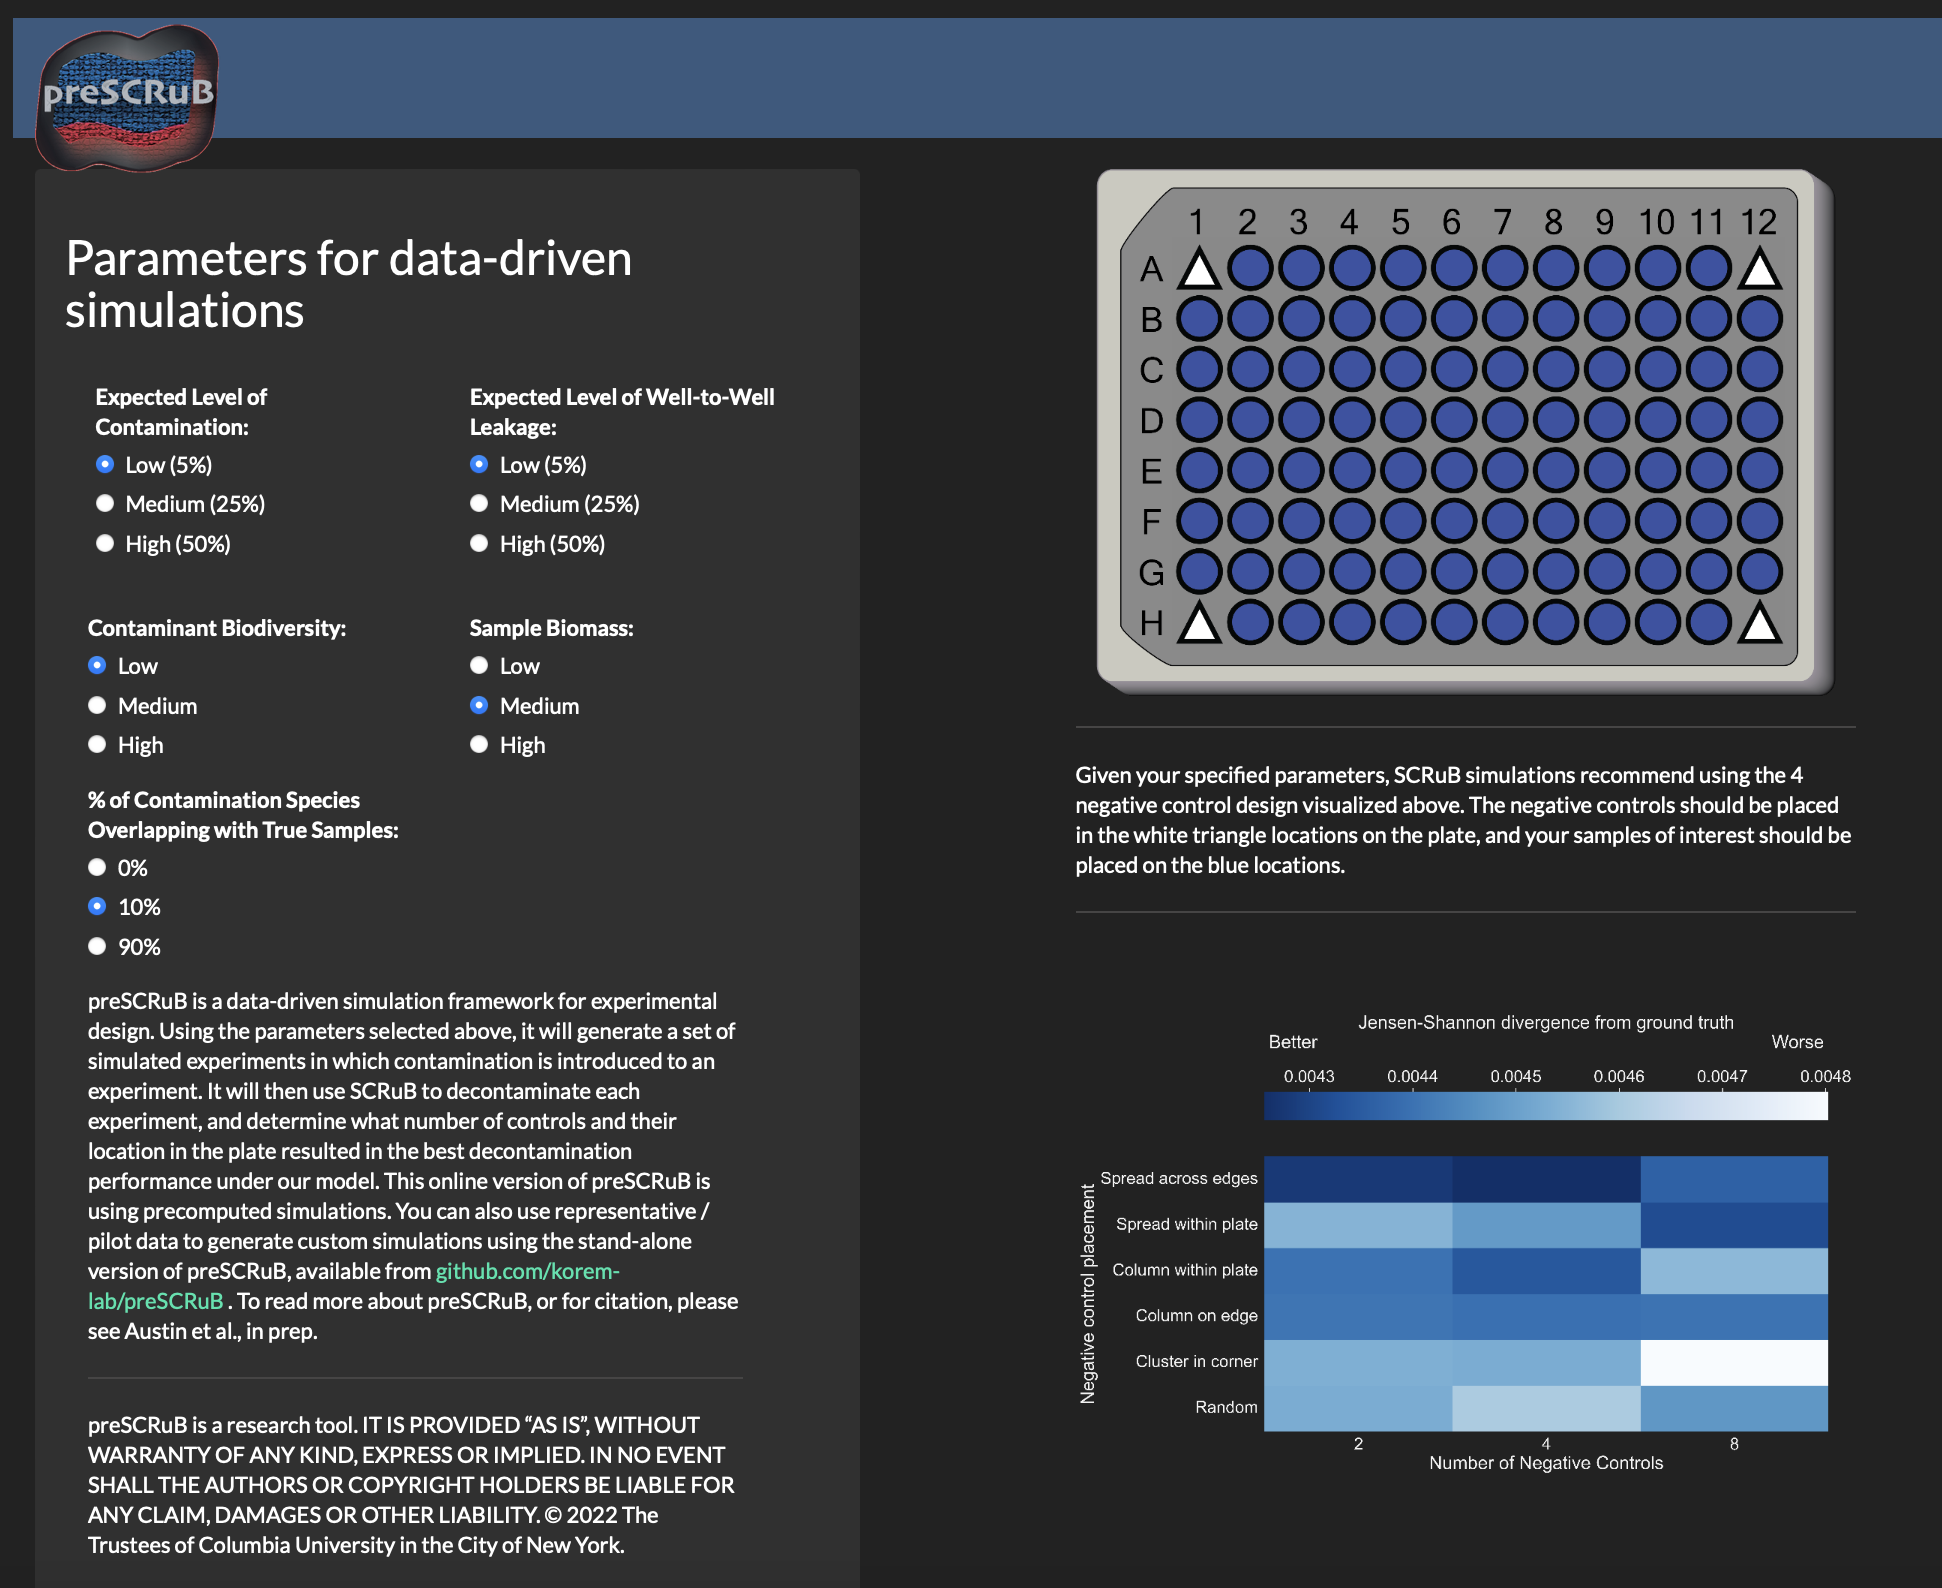 preSCRuB
Parameters for data-driven
simulations
Expected Level of
Contamination:
Low (5%)
Medium (25%)
High (50%)
Expected Level of Well-to-Well
Leakage:
Low (5%)
Medium (25%)
High (50%)
Contaminant Biodiversity:
Low
Medium
High
Sample Biomass:
Low
Medium
High
% of Contamination Species
Overlapping with True Samples:
0%
10%
90%
preSCRuB is a data-driven simulation framework for experimental
design. Using the parameters selected above, it will generate a set of
simulated experiments in which contamination is introduced to an
experiment. It will then use SCRuB to decontaminate each
experiment, and determine what number of controls and their
location in the plate resulted in the best decontamination
performance under our model. This online version of preSCRuB is
using precomputed simulations. You can also use representative /
pilot data to generate custom simulations using the stand-alone
version of preSCRuB, available from github.com/korem-
lab/preSCRuB . To read more about preSCRuB, or for citation, please
see Austin et al., in prep.
preSCRuB is a research tool. IT IS PROVIDED “AS IS”, WITHOUT
WARRANTY OF ANY KIND, EXPRESS OR IMPLIED. IN NO EVENT
SHALL THE AUTHORS OR COPYRIGHT HOLDERS BE LIABLE FOR
ANY CLAIM, DAMAGES OR OTHER LIABILITY. © 2022 The
Trustees of Columbia University in the City of New York.
1 2 3 4 5 6 7 8 9 10 11 12
A
B
C
D
E
F
G
H
Given your specified parameters, SCRuB simulations recommend using the 4
negative control design visualized above. The negative controls should be placed
in the white triangle locations on the plate, and your samples of interest should be
placed on the blue locations.
Jensen-Shannon divergence from ground truth
Better Worse
0.0043 0.0044 0.0045 0.0046 0.0047 0.0048
Negative control placement
Spread across edges
Spread within plate
Column within plate
Column on edge
Cluster in corner
Random
2 4 8
Number of Negative Controls